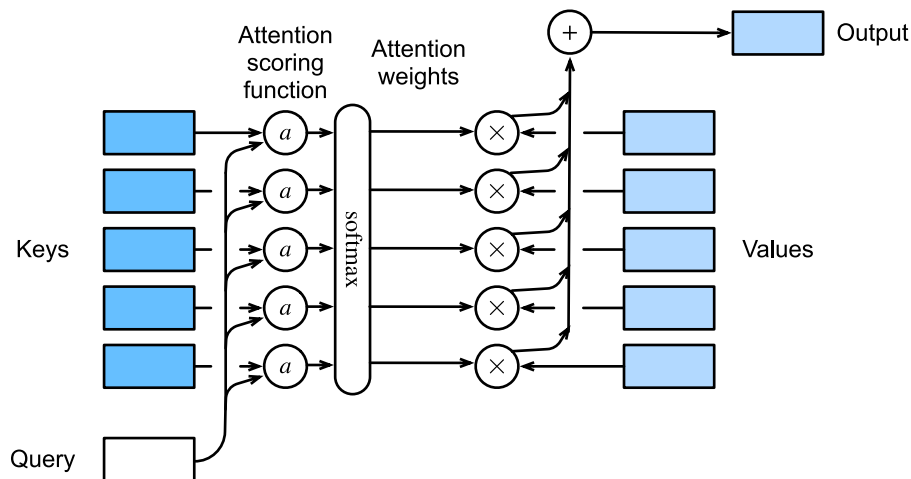 Attention
scoring
function
Attention
weights
+
Output
a
×
a
×
Keys
a
softmax
×
Values
a
×
a
×
Query